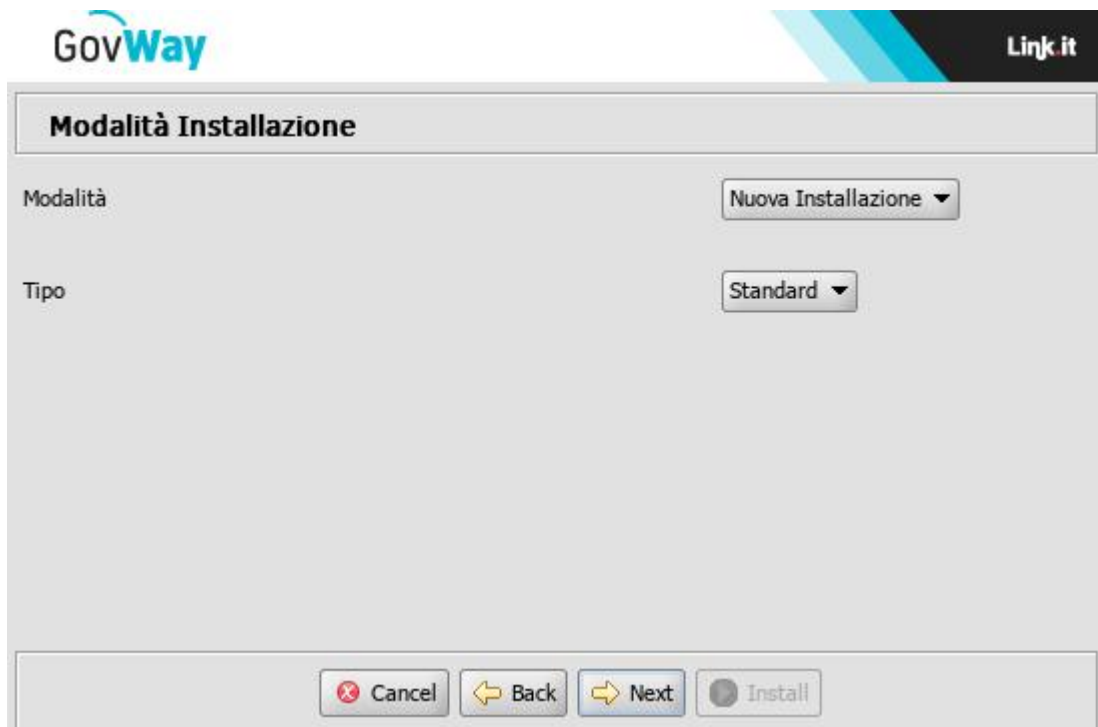 GovWay
Link.it
Modalità Installazione
Modalità
Nuova Installazione
Tipo
Standard
Cancel
Back
Next
Install